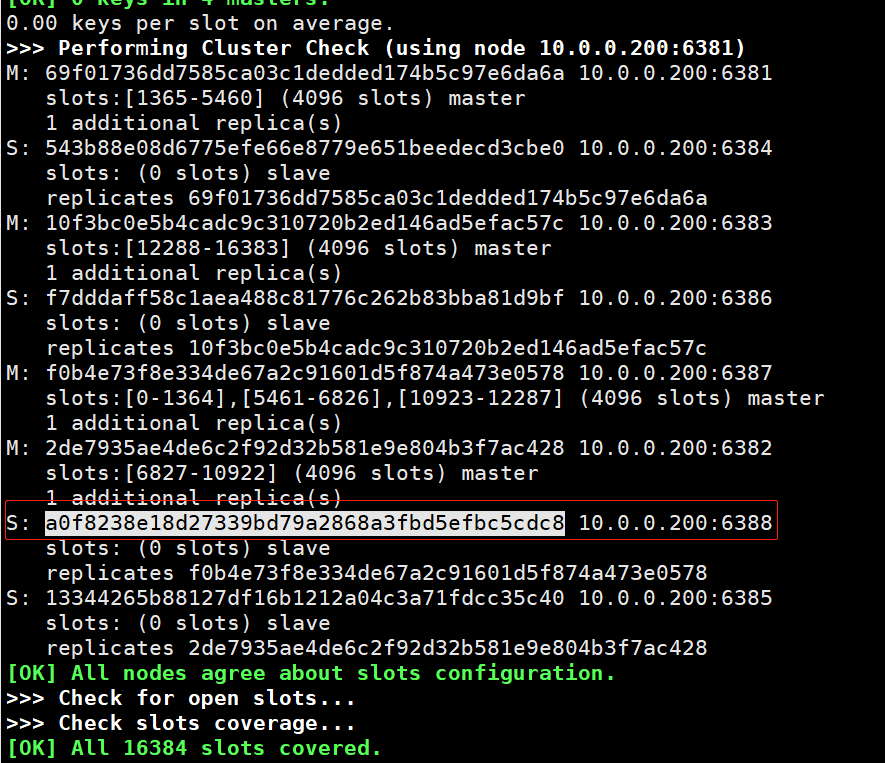 [OK] 0 keys in 4 masters.
0.00 keys per slot on average.
>>> Performing Cluster Check (using node 10.0.0.200:6381)
M: 69f01736dd7585ca03c1dedded174b5c97e6da6a 10.0.0.200:6381
slots:[1365-5460] (4096 slots) master
1 additional replica(s)
S: 543b88e08d6775efe66e8779e651beedecd3cbe0 10.0.0.200:6384
slots: (0 slots) slave
replicates 69f01736dd7585ca03c1dedded174b5c97e6da6a
M: 10f3bc0e5b4cadc9c310720b2ed146ad5efac57c 10.0.0.200:6383
slots:[12288-16383] (4096 slots) master
1 additional replica(s)
S: f7dddaff58c1aea488c81776c262b83bba81d9bf 10.0.0.200:6386
slots: (0 slots) slave
replicates 10f3bc0e5b4cadc9c310720b2ed146ad5efac57c
M: f0b4e73f8e334de67a2c91601d5f874a473e0578 10.0.0.200:6387
slots:[0-1364],[5461-6826],[10923-12287] (4096 slots) master
1 additional replica(s)
M: 2de7935ae4de6c2f92d32b581e9e804b3f7ac428 10.0.0.200:6382
slots:[6827-10922] (4096 slots) master
1 additional replica(s)
S: a0f8238e18d27339bd79a2868a3fbd5efbc5cdc8 10.0.0.200:6388
slots: (0 slots) slave
replicates f0b4e73f8e334de67a2c91601d5f874a473e0578
S: 13344265b88127df16b1212a04c3a71fdcc35c40 10.0.0.200:6385
slots: (0 slots) slave
replicates 2de7935ae4de6c2f92d32b581e9e804b3f7ac428
[OK] All nodes agree about slots configuration.
>>> Check for open slots...
>>> Check slots coverage...
[OK] All 16384 slots covered.